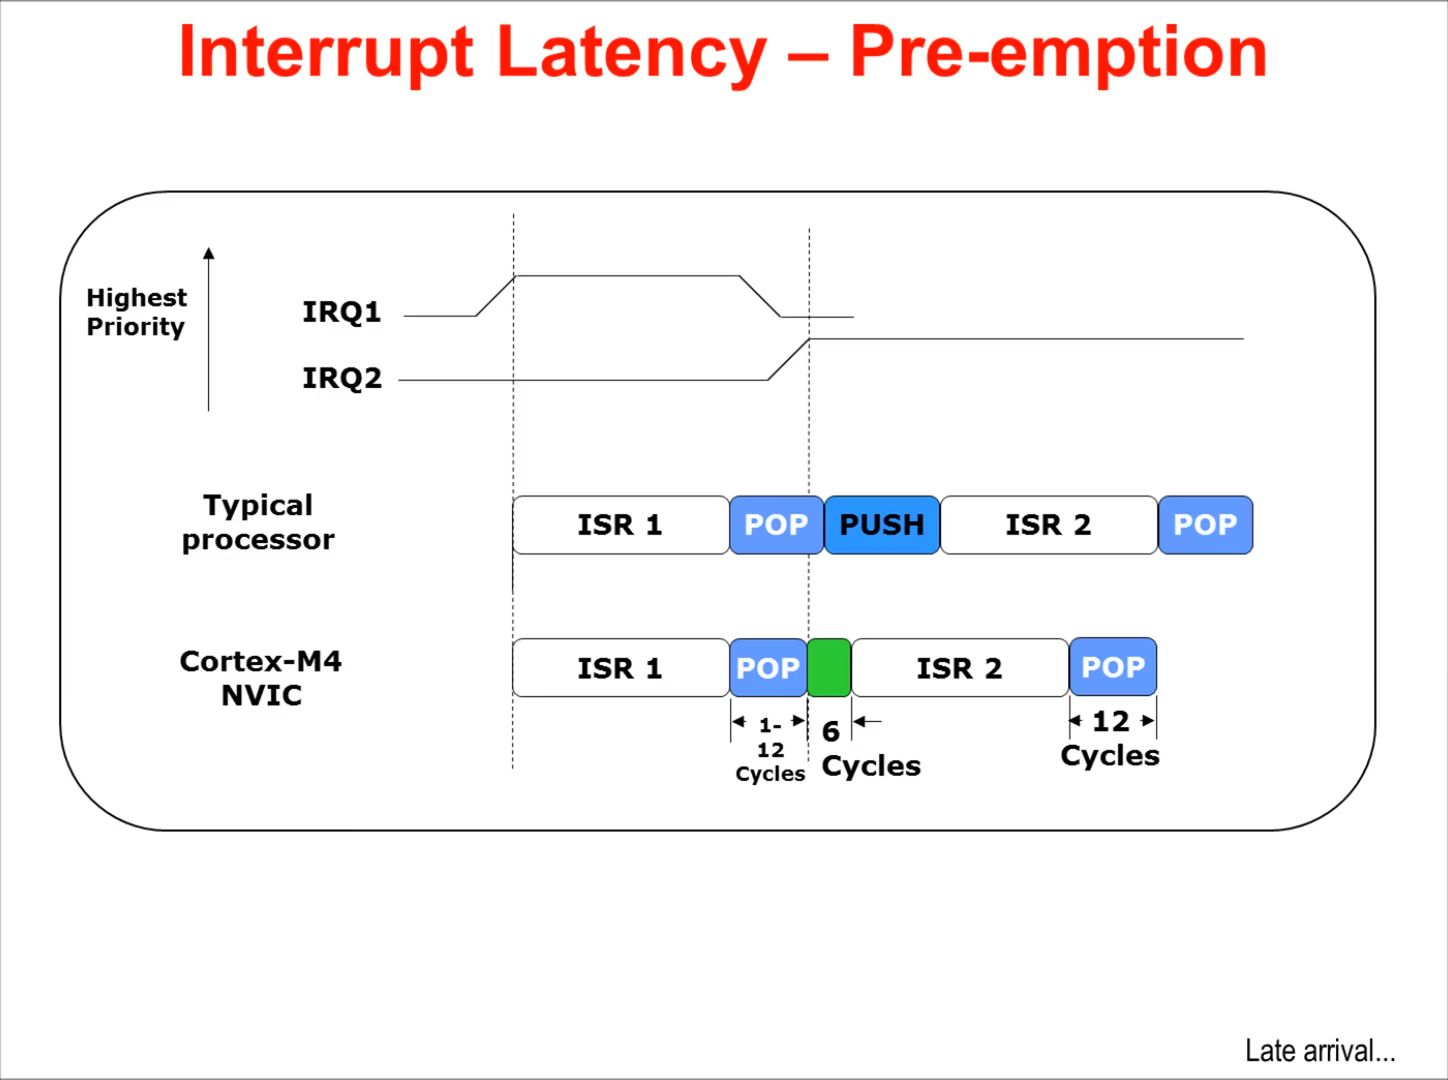 Interrupt Latency – Pre-emption
Highest
Priority
IRQ1
IRQ2
Typical
processor
ISR 1
POP
PUSH
ISR 2
POP
Cortex-M4
NVIC
ISR 1
POP
ISR 2
POP
1-
12
Cycles
6
Cycles
12
Cycles
Late arrival...